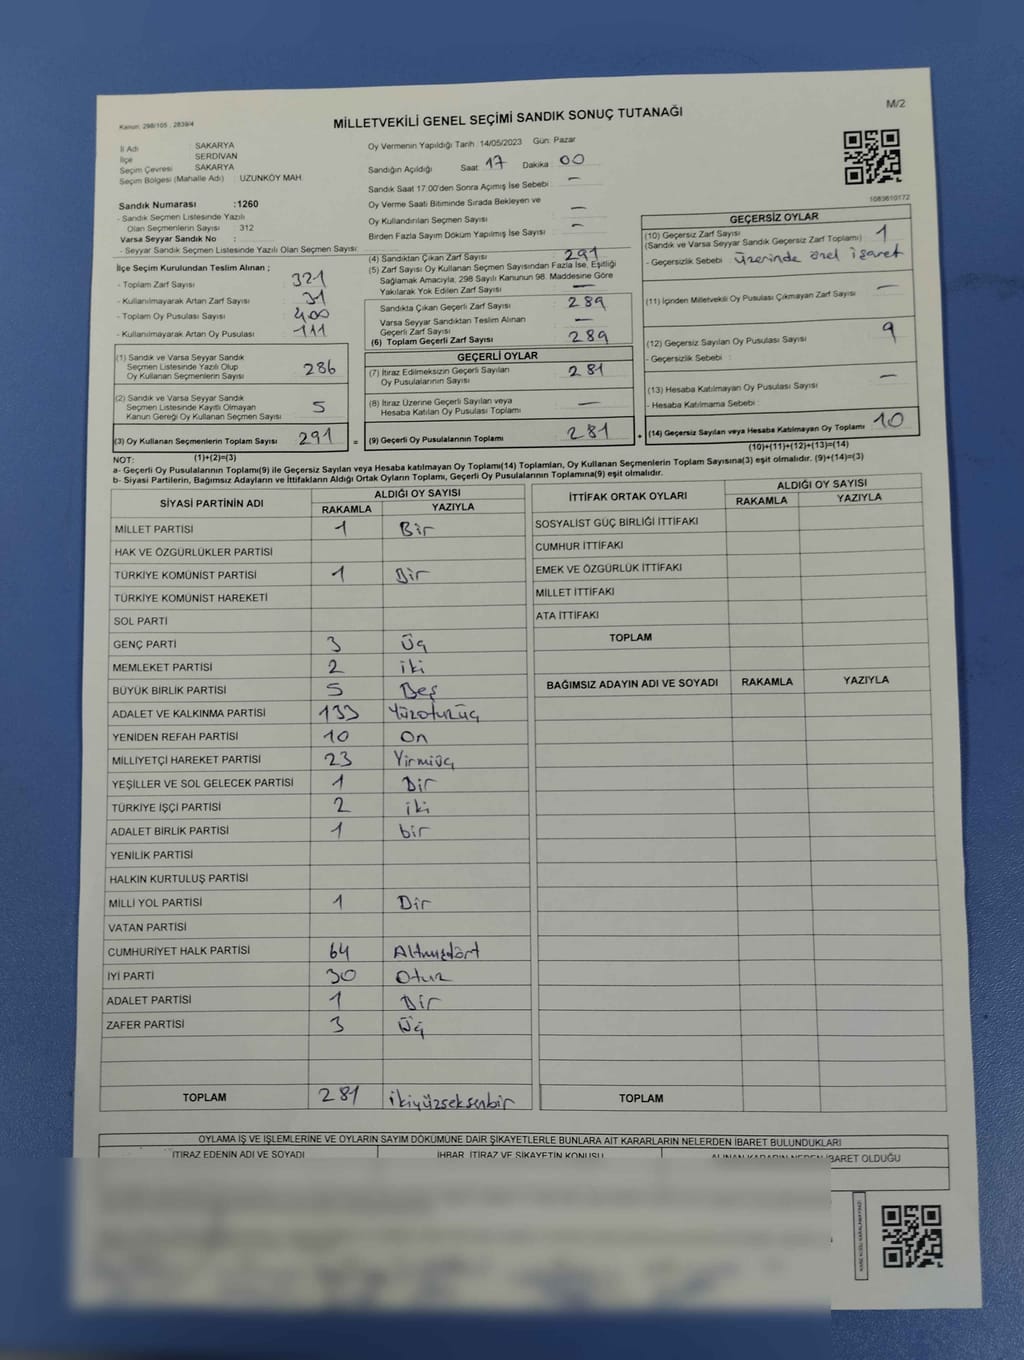 Kanun: 298/105 ; 2839/4
MİLLETVEKİLİ GENEL SEÇİMİ SANDIK SONUÇ TUTANAĞI
M/2
İl Adı : SAKARYA
İlçe : SERDİVAN
Seçim Çevresi : SAKARYA
Seçim Bölgesi (Mahalle Adı) : UZUNKÖY MAH.
Sandık Numarası :1260
- Sandık Seçmen Listesinde Yazılı
Olan Seçmenlerin Sayısı : 312
Varsa Seyyar Sandık No :
- Seyyar Sandık Seçmen Listesinde Yazılı Olan Seçmen Sayısı:
Oy Vermenin Yapıldığı Tarih :14/05/2023 Gün: Pazar
Sandığın Açıldığı Saat: 17 Dakika : 00
Sandık Saat 17:00'den Sonra Açımış İse Sebebi : —
Oy Verme Saati Bitiminde Sırada Bekleyen ve
Oy Kullandırılan Seçmen Sayısı : —
Birden Fazla Sayım Döküm Yapılmış İse Sayısı : —
1083610172
İlçe Seçim Kurulundan Teslim Alınan ;
- Toplam Zarf Sayısı : 321
- Kullanılmayarak Artan Zarf Sayısı : 31
- Toplam Oy Pusulası Sayısı : 400
- Kullanılmayarak Artan Oy Pusulası : 111
(1) Sandık ve Varsa Seyyar Sandık
Seçmen Listesinde Yazılı Olup
Oy Kullanan Seçmenlerin Sayısı : 286
(2) Sandık ve Varsa Seyyar Sandık
Seçmen Listesinde Kayıtlı Olmayan
Kanun Gereği Oy Kullanan Seçmen Sayısı : 5
(3) Oy Kullanan Seçmenlerin Toplam Sayısı : 291 =
(1)+(2)=(3)
(4) Sandıktan Çıkan Zarf Sayısı : 291
(5) Zarf Sayısı Oy Kullanan Seçmen Sayısından Fazla İse, Eşitliği
Sağlamak Amacıyla; 298 Sayılı Kanunun 98. Maddesine Göre
Yakılarak Yok Edilen Zarf Sayısı : —
Sandıkta Çıkan Geçerli Zarf Sayısı : 289
Varsa Seyyar Sandıktan Teslim Alınan
Geçerli Zarf Sayısı : —
(6) Toplam Geçerli Zarf Sayısı : 289
GEÇERLİ OYLAR
(7) İtiraz Edilmeksizin Geçerli Sayılan
Oy Pusulalarının Sayısı : 281
(8) İtiraz Üzerine Geçerli Sayılan veya
Hesaba Katılan Oy Pusulası Toplamı : —
(9) Geçerli Oy Pusulalarının Toplamı : 281 +
GEÇERSİZ OYLAR
(10) Geçersiz Zarf Sayısı : 1
(Sandık ve Varsa Seyyar Sandık Geçersiz Zarf Toplamı)
- Geçersizlik Sebebi : üzerinde özel işaret
(11) İçinden Milletvekili Oy Pusulası Çıkmayan Zarf Sayısı : —
(12) Geçersiz Sayılan Oy Pusulası Sayısı : 9
- Geçersizlik Sebebi :
(13) Hesaba Katılmayan Oy Pusulası Sayısı : —
- Hesaba Katılmama Sebebi :
(14) Geçersiz Sayılan veya Hesaba Katılmayan Oy Toplamı : 10
(10)+(11)+(12)+(13)=(14)
NOT:
a- Geçerli Oy Pusulalarının Toplamı(9) ile Geçersiz Sayılan veya Hesaba katılmayan Oy Toplamı(14) Toplamları, Oy Kullanan Seçmenlerin Toplam Sayısına(3) eşit olmalıdır. (9)+(14)=(3)
b- Siyasi Partilerin, Bağımsız Adayların ve İttifakların Aldığı Ortak Oyların Toplamı, Geçerli Oy Pusulalarının Toplamına(9) eşit olmalıdır.
SİYASİ PARTİNİN ADI ALDIĞI OY SAYISI
RAKAMLA YAZIYLA
MİLLET PARTİSİ 1 Bir
HAK VE ÖZGÜRLÜKLER PARTİSİ
TÜRKİYE KOMÜNİST PARTİSİ 1 Bir
TÜRKİYE KOMÜNİST HAREKETİ
SOL PARTİ
GENÇ PARTİ 3 Üç
MEMLEKET PARTİSİ 2 iki
BÜYÜK BİRLİK PARTİSİ 5 Beş
ADALET VE KALKINMA PARTİSİ 133 Yüzotuzüç
YENİDEN REFAH PARTİSİ 10 On
MİLLİYETÇİ HAREKET PARTİSİ 23 Yirmiüç
YEŞİLLER VE SOL GELECEK PARTİSİ 1 Bir
TÜRKİYE İŞÇİ PARTİSİ 2 iki
ADALET BİRLİK PARTİSİ 1 bir
YENİLİK PARTİSİ
HALKIN KURTULUŞ PARTİSİ
MİLLİ YOL PARTİSİ 1 Bir
VATAN PARTİSİ
CUMHURİYET HALK PARTİSİ 64 Altmışdört
İYİ PARTİ 30 Otuz
ADALET PARTİSİ 1 Bir
ZAFER PARTİSİ 3 Üç
TOPLAM 281 ikiyüzseksenbir
İTTİFAK ORTAK OYLARI ALDIĞI OY SAYISI
RAKAMLA YAZIYLA
SOSYALİST GÜÇ BİRLİĞİ İTTİFAKI
CUMHUR İTTİFAKI
EMEK VE ÖZGÜRLÜK İTTİFAKI
MİLLET İTTİFAKI
ATA İTTİFAKI
TOPLAM
BAĞIMSIZ ADAYIN ADI VE SOYADI RAKAMLA YAZIYLA
TOPLAM
OYLAMA İŞ VE İŞLEMLERİNE VE OYLARIN SAYIM DÖKÜMÜNE DAİR ŞİKAYETLERLE BUNLARA AİT KARARLARIN NELERDEN İBARET BULUNDUKLARI
İTİRAZ EDENİN ADI VE SOYADI İHBAR, İTİRAZ VE ŞİKAYETİN KONUSU ALINAN KARARIN NEDEN İBARET OLDUĞU